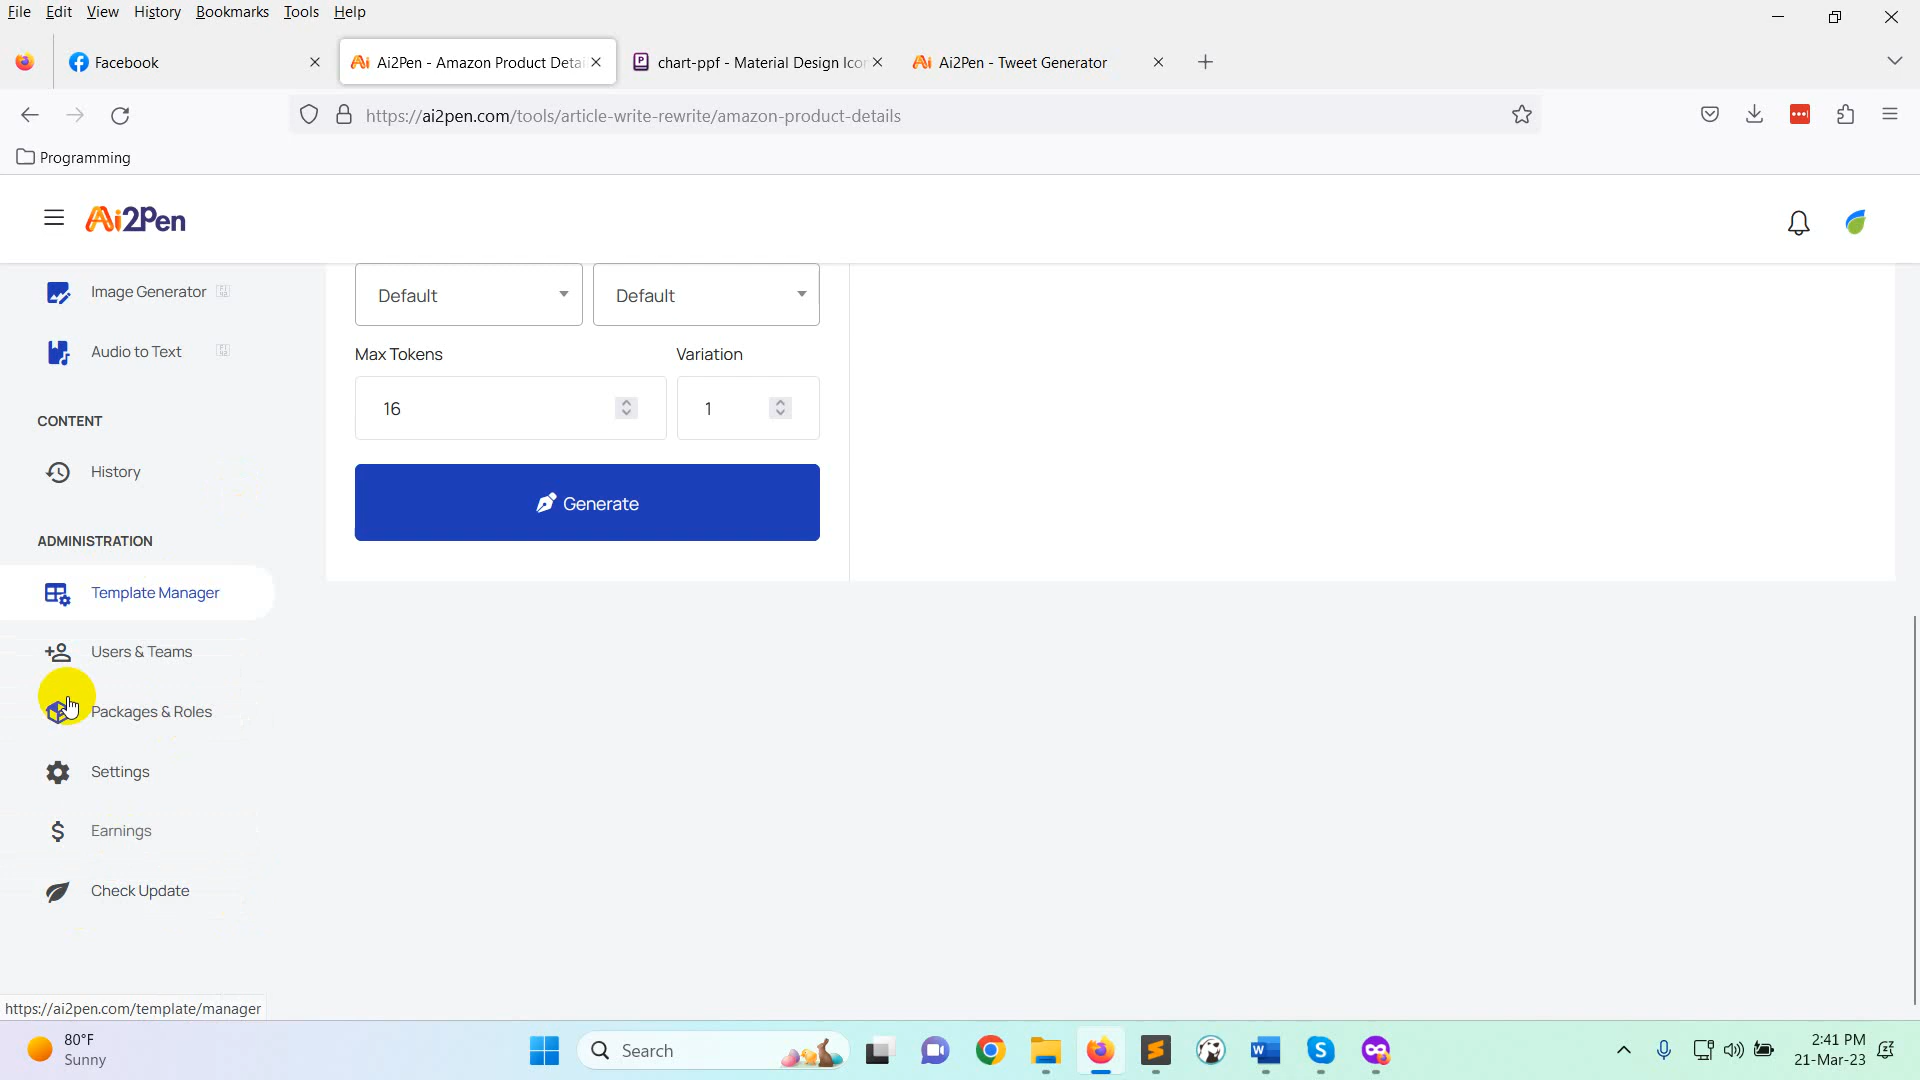 File Edit View History Bookmarks Tools Help
Facebook
Ai2Pen - Amazon Product Detai
chart-ppf - Material Design Icon
Ai2Pen - Tweet Generator
https://ai2pen.com/tools/article-write-rewrite/amazon-product-details
Programming
Ai2Pen
Image Generator
Default
Default
Audio to Text
Max Tokens
Variation
16
1
CONTENT
History
Generate
ADMINISTRATION
Template Manager
Users & Teams
Packages & Roles
Settings
Earnings
Check Update
https://ai2pen.com/template/manager
80°F
Sunny
Search
2:41 PM
21-Mar-23